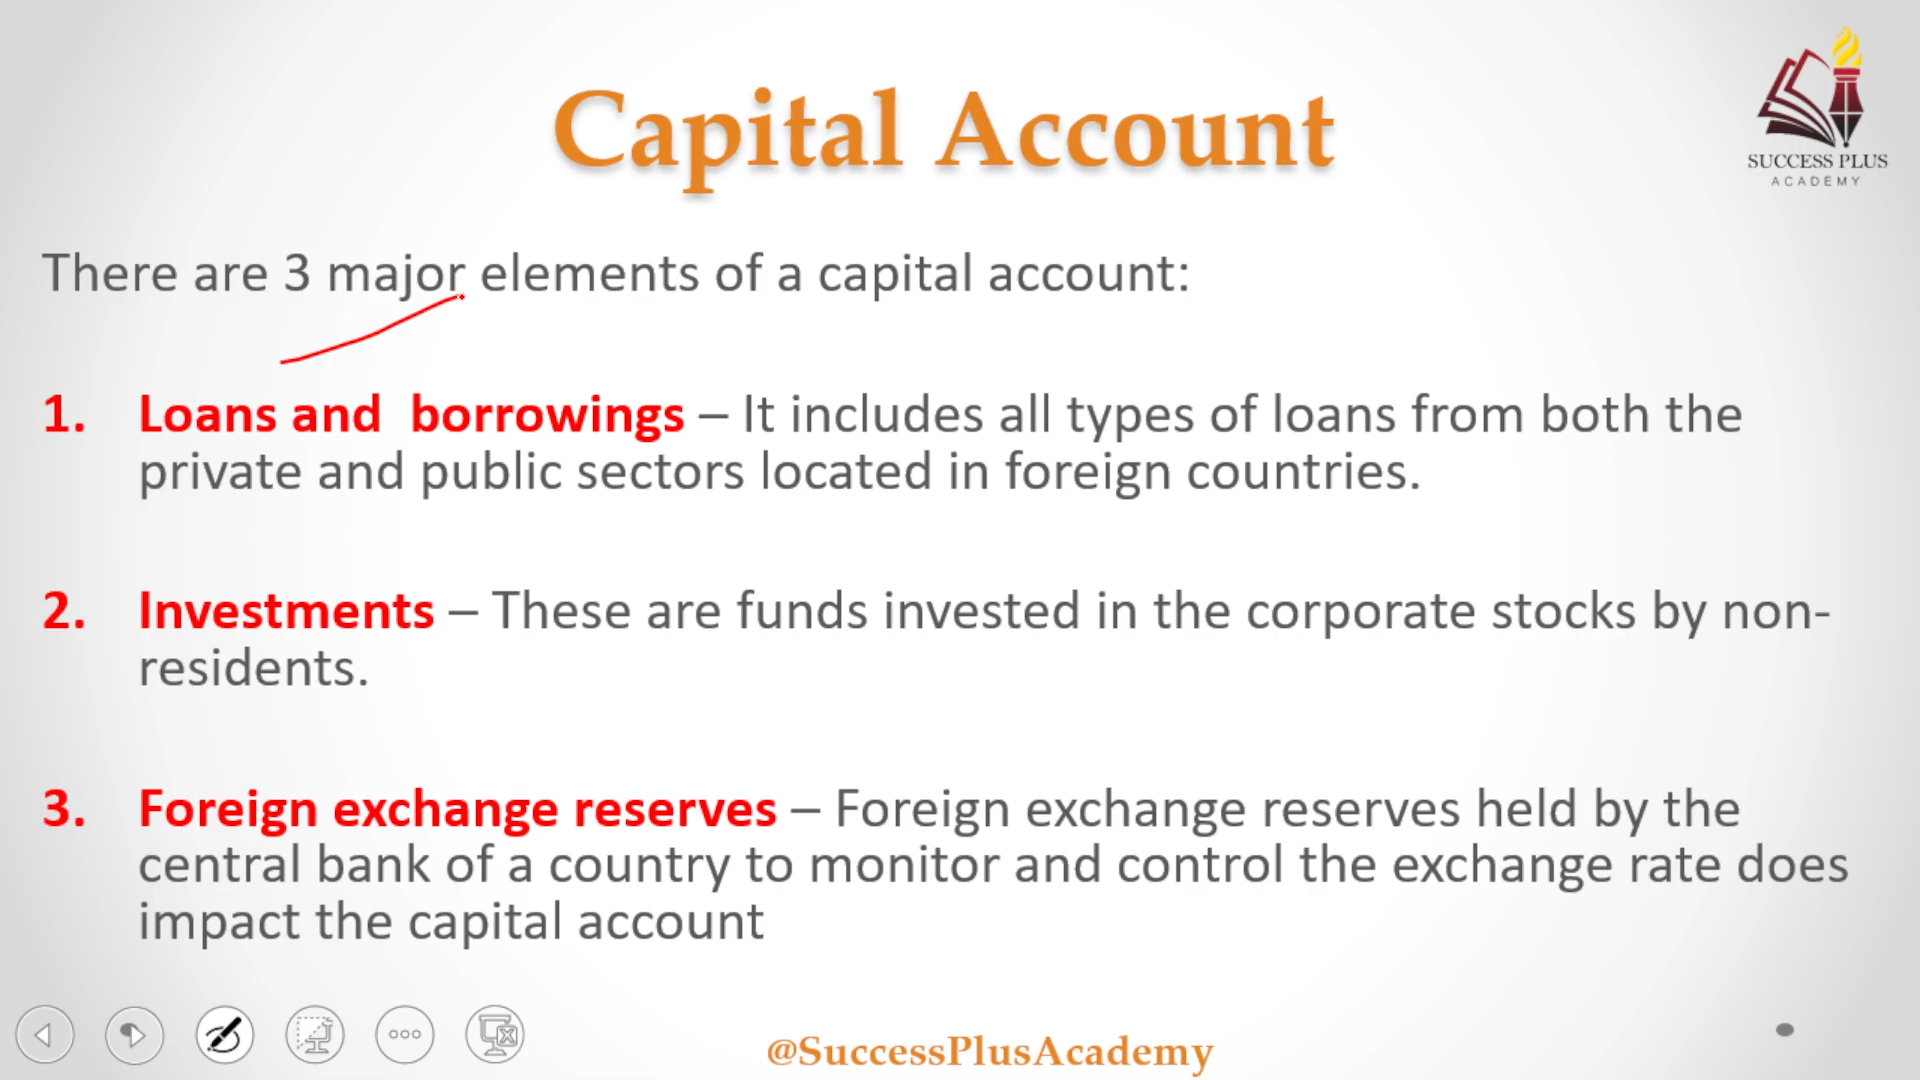 Capital Account
SUCCESS PLUS
ACADEMY
There are 3 major elements of a capital account:
1. Loans and borrowings – It includes all types of loans from both the
private and public sectors located in foreign countries.
2. Investments – These are funds invested in the corporate stocks by non-
residents.
3. Foreign exchange reserves – Foreign exchange reserves held by the
central bank of a country to monitor and control the exchange rate does
impact the capital account
@SuccessPlusAcademy